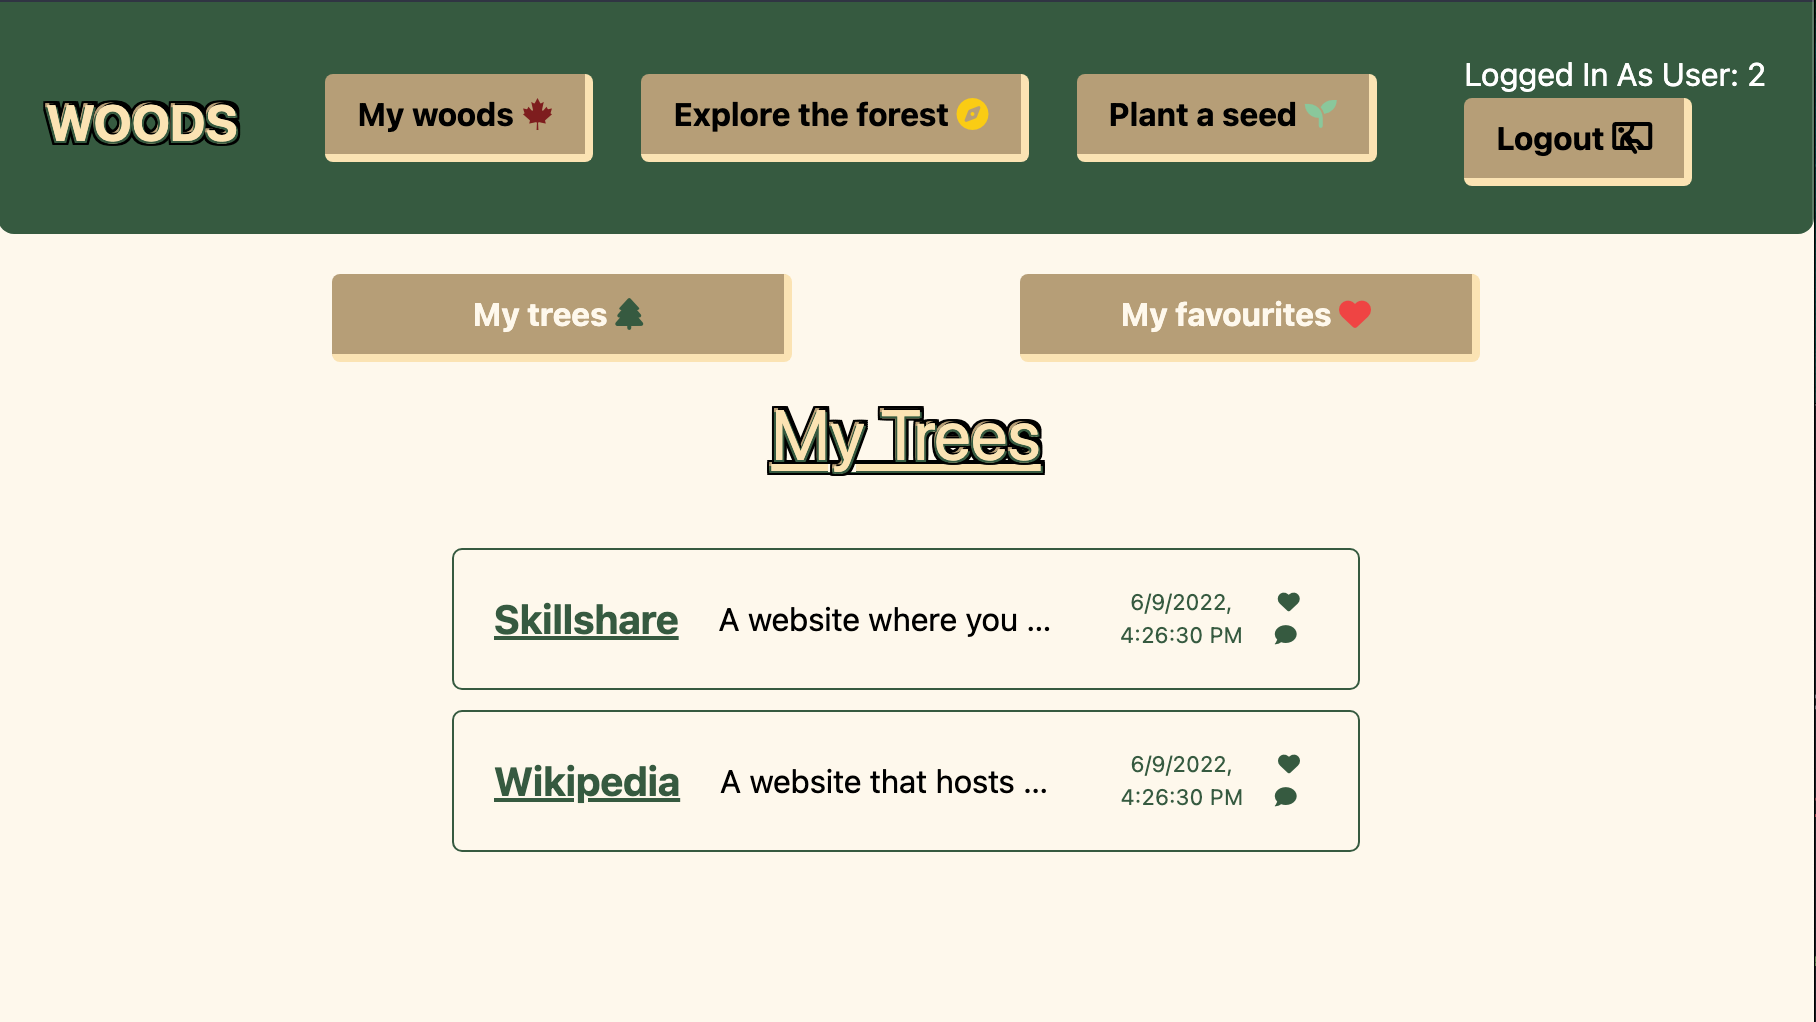 WOODS
My woods
Explore the forest
Plant a seed
Logged In As User: 2
Logout
My trees
My favourites
My Trees
Skillshare
A website where you ...
6/9/2022,
4:26:30 PM
Wikipedia
A website that hosts ...
6/9/2022,
4:26:30 PM